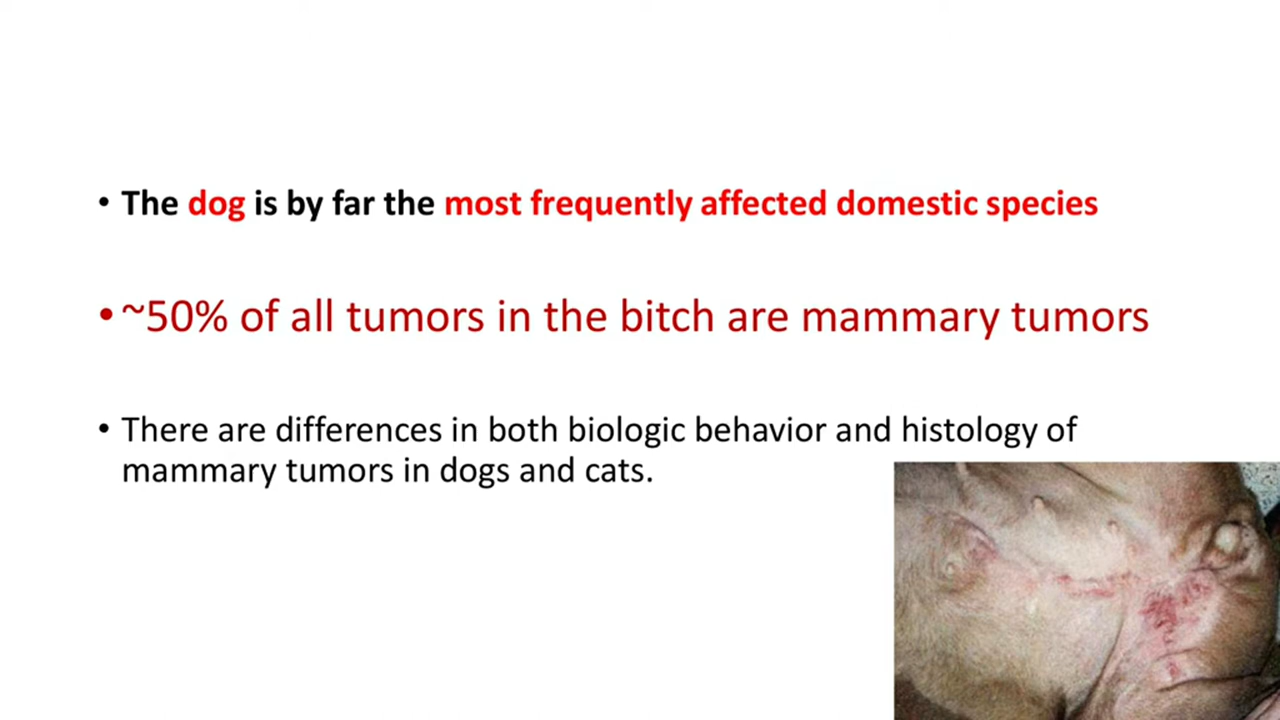 • The dog is by far the most frequently affected domestic species
• ~50% of all tumors in the bitch are mammary tumors
• There are differences in both biologic behavior and histology of
mammary tumors in dogs and cats.